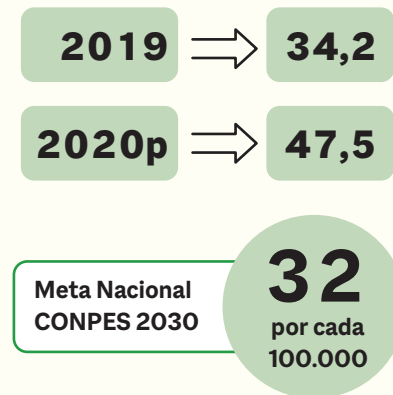 2019 34,2
2020p 47,5
Meta Nacional
CONPES 2030
32
por cada
100.000